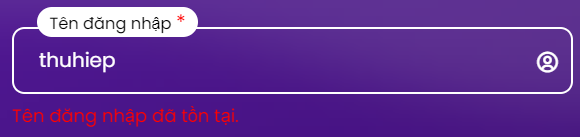 Tên đăng nhập *
thuhiep
Tên đăng nhập đã tồn tại.